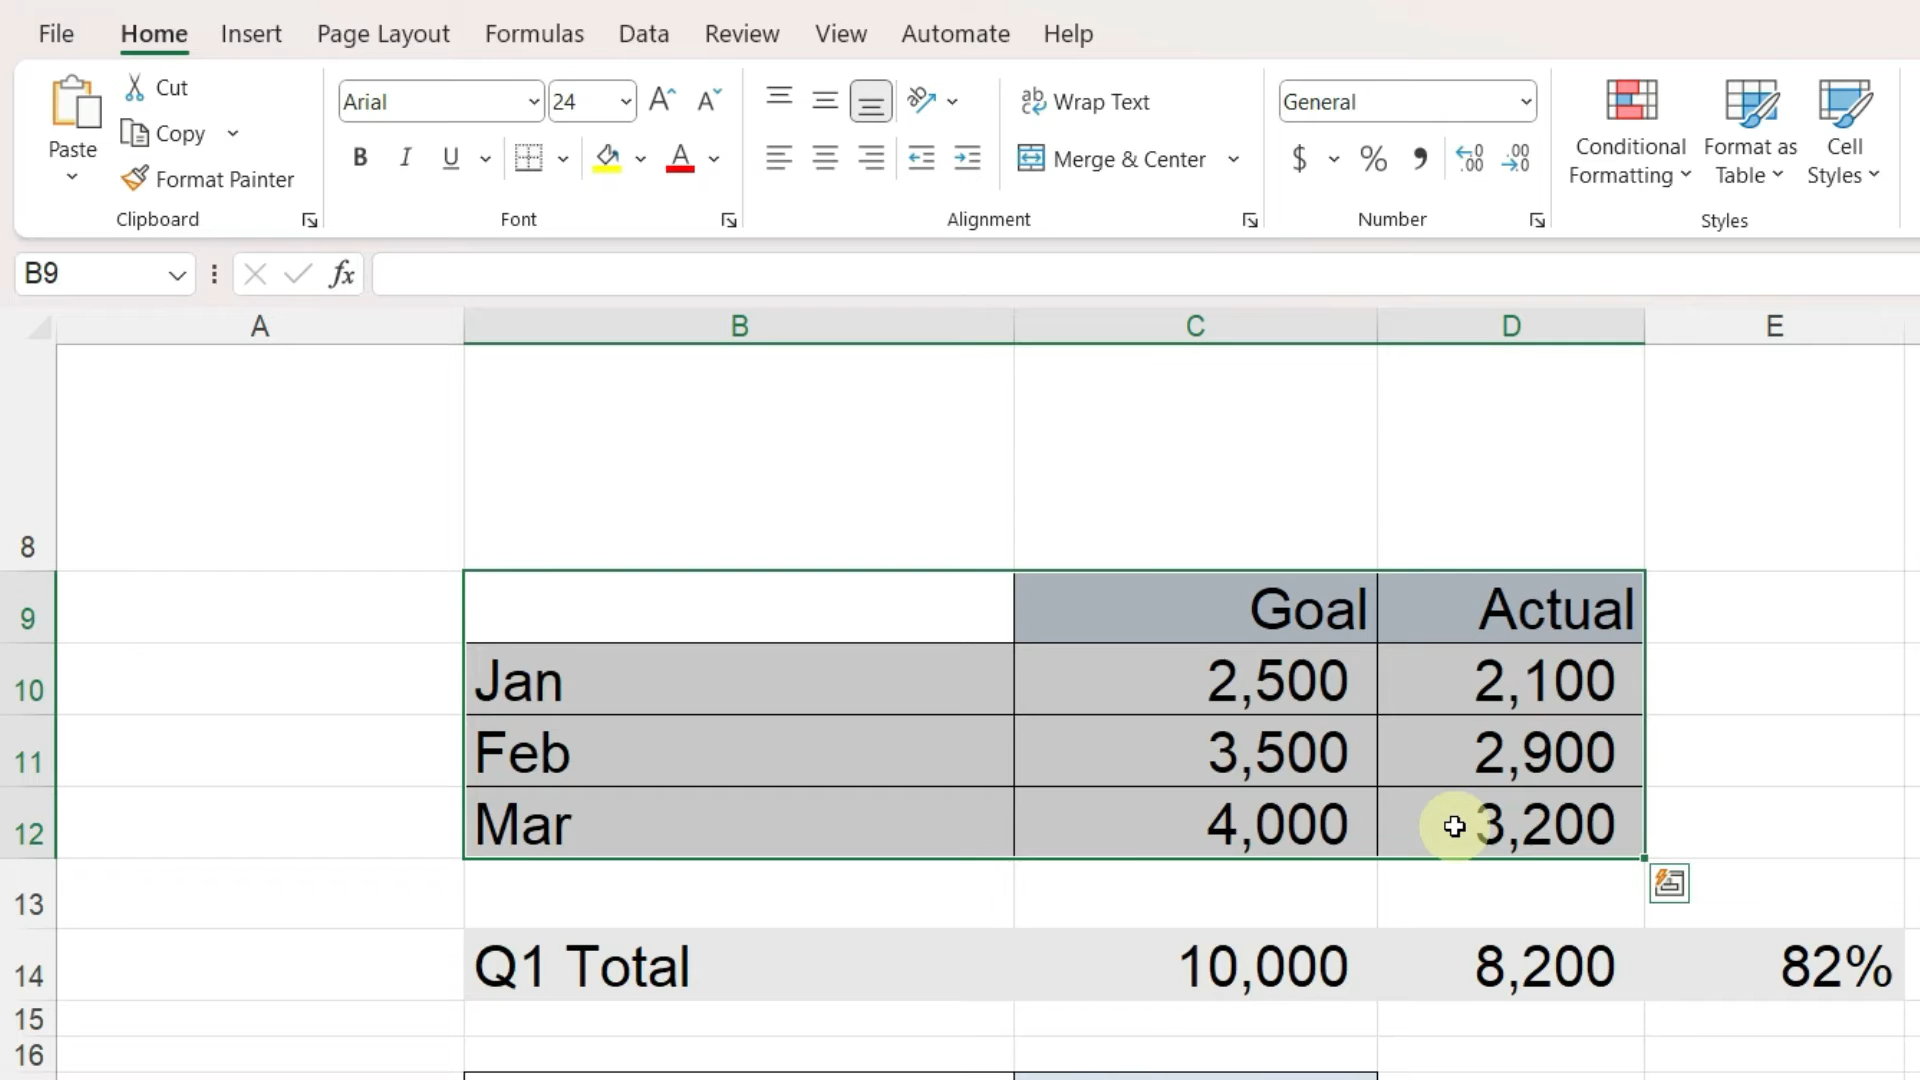 File Home Insert Page Layout Formulas Data Review View Automate Help
Paste
Cut
Copy
Format Painter
Clipboard
Arial 24
B I U
Font
Wrap Text
Merge & Center
Alignment
General
$ % ,
Number
Conditional Formatting
Format as Table
Cell Styles
Styles
B9 fx
A B C D E
8
9 Goal Actual
10 Jan 2,500 2,100
11 Feb 3,500 2,900
12 Mar 4,000 3,200
13
14 Q1 Total 10,000 8,200 82%
15
16